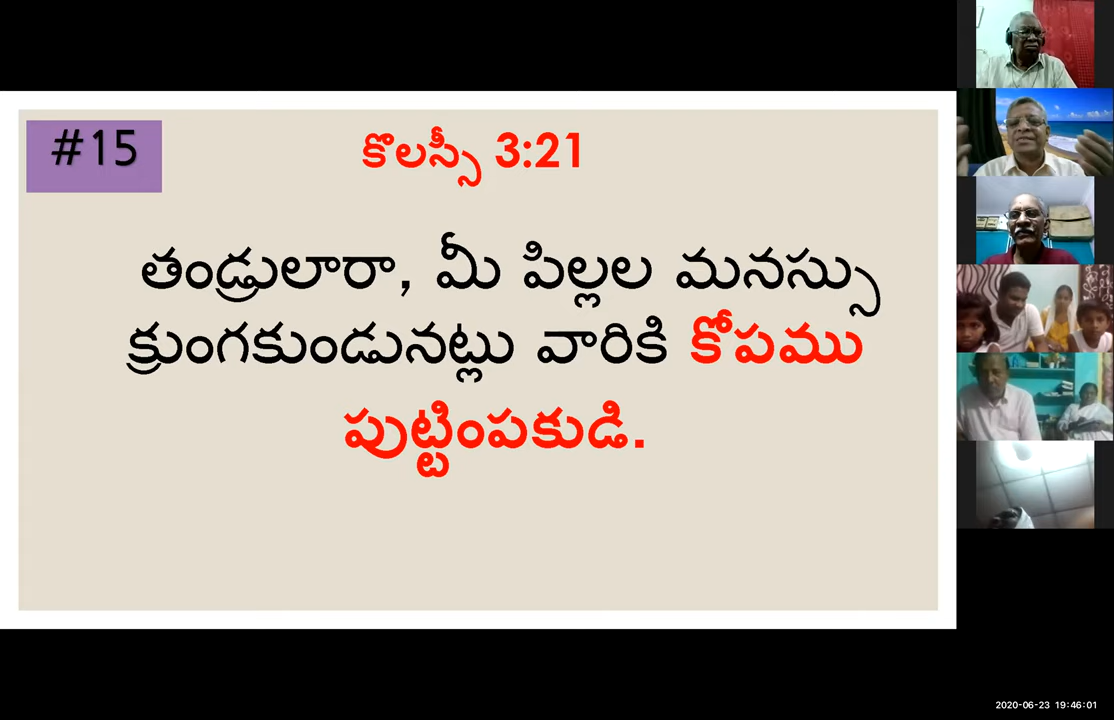 #15
కొలస్సీ 3:21
తండ్రులారా, మీ పిల్లల మనస్సు
క్రుంగకుండునట్లు వారికి కోపము
పుట్టింపకుడి.
2020-06-23 19:46:01